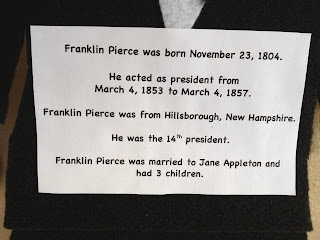 Franklin Pierce was born November 23, 1804.
He acted as president from
March 4, 1853 to March 4, 1857.
Franklin Pierce was from Hillsborough, New Hampshire.
He was the 14th president.
Franklin Pierce was married to Jane Appleton and
had 3 children.